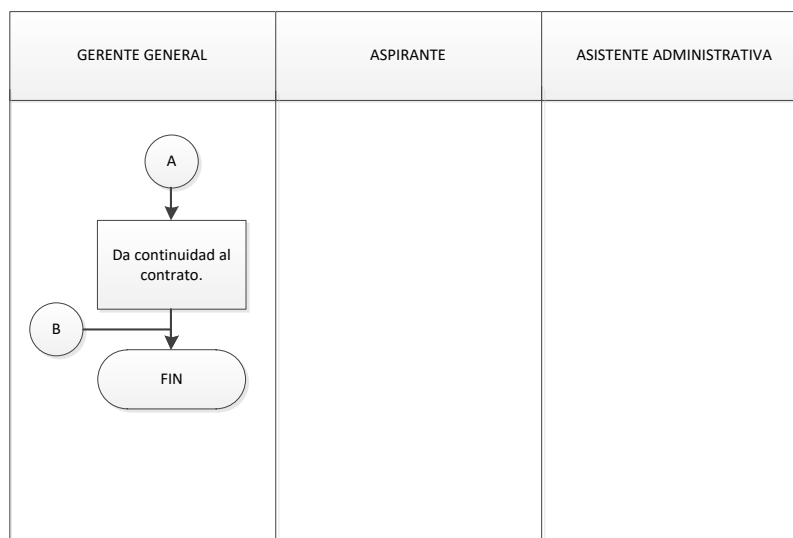 GERENTE GENERAL
ASPIRANTE
ASISTENTE ADMINISTRATIVA
A
Da continuidad al
contrato.
B
FIN